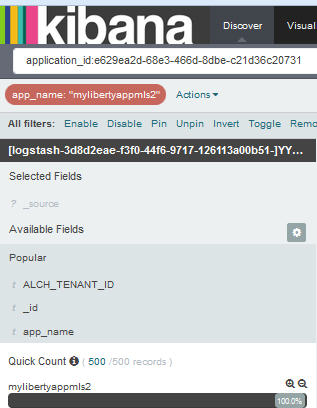 kibana Discover Visual
application_id:e629ea2d-68e3-466d-8dbe-c21d36c20731
app_name: "mylibertyappmls2" Actions
All filters: Enable Disable Pin Unpin Invert Toggle Remo
[logstash-3d8d2eae-f3f0-44f6-9717-126113a00b51-]YY...
Selected Fields
? _source
Available Fields
Popular
t ALCH_TENANT_ID
t _id
t app_name
Quick Count ( 500 /500 records )
mylibertyappmls2
100.0%